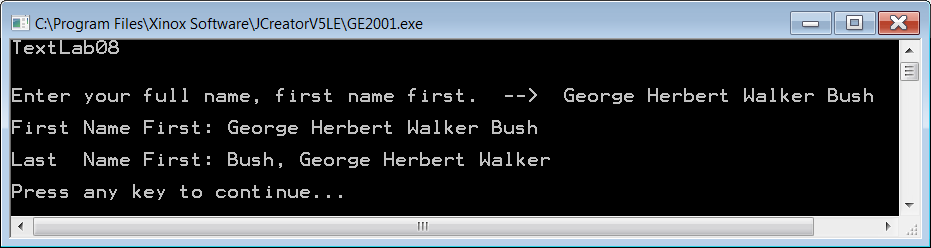 C:\Program Files\Xinox Software\JCreatorV5LE\GE2001.exe
TextLab08
Enter your full name, first name first.  -->  George Herbert Walker Bush
First Name First: George Herbert Walker Bush
Last  Name First: Bush, George Herbert Walker
Press any key to continue...